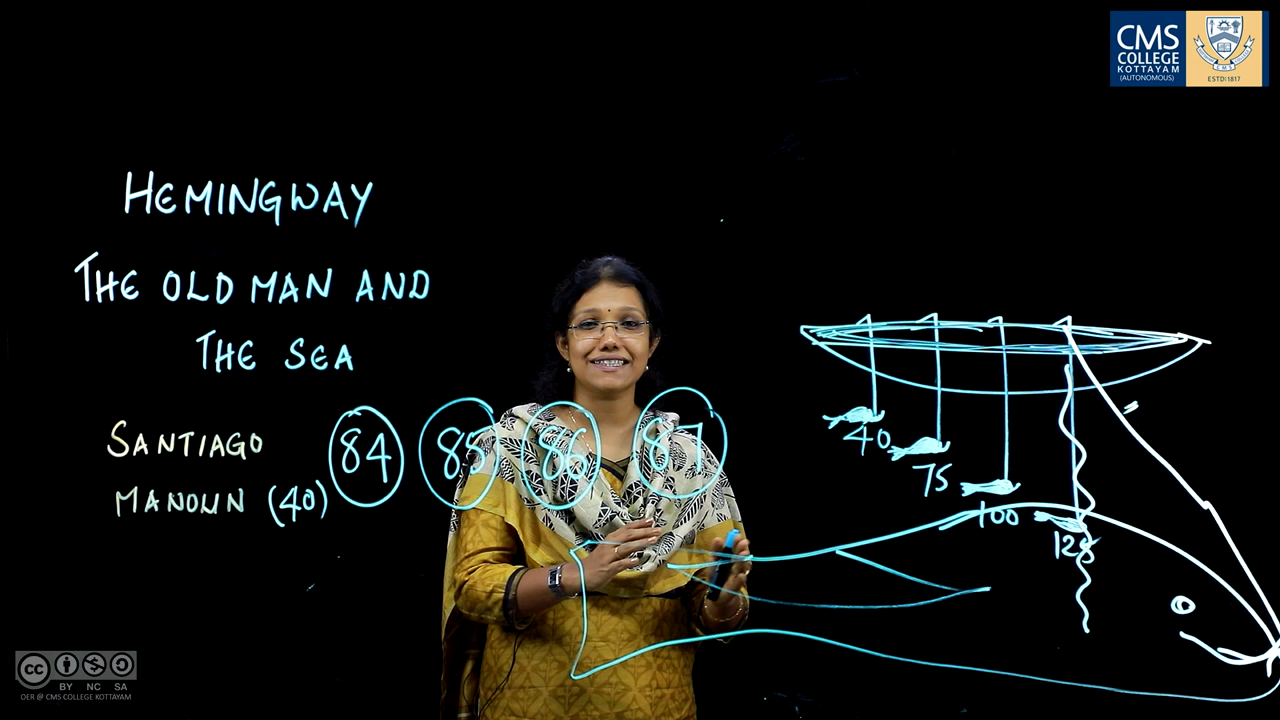 CMS
COLLEGE
KOTTAYAM
(AUTONOMOUS)
ESTD:1817
HEMINGWAY
THE OLD MAN AND
THE SEA
SANTIAGO
MANOLIN (40)
84 85 86 87
40
75
100
125
BY NC SA
OER @ CMS COLLEGE KOTTAYAM